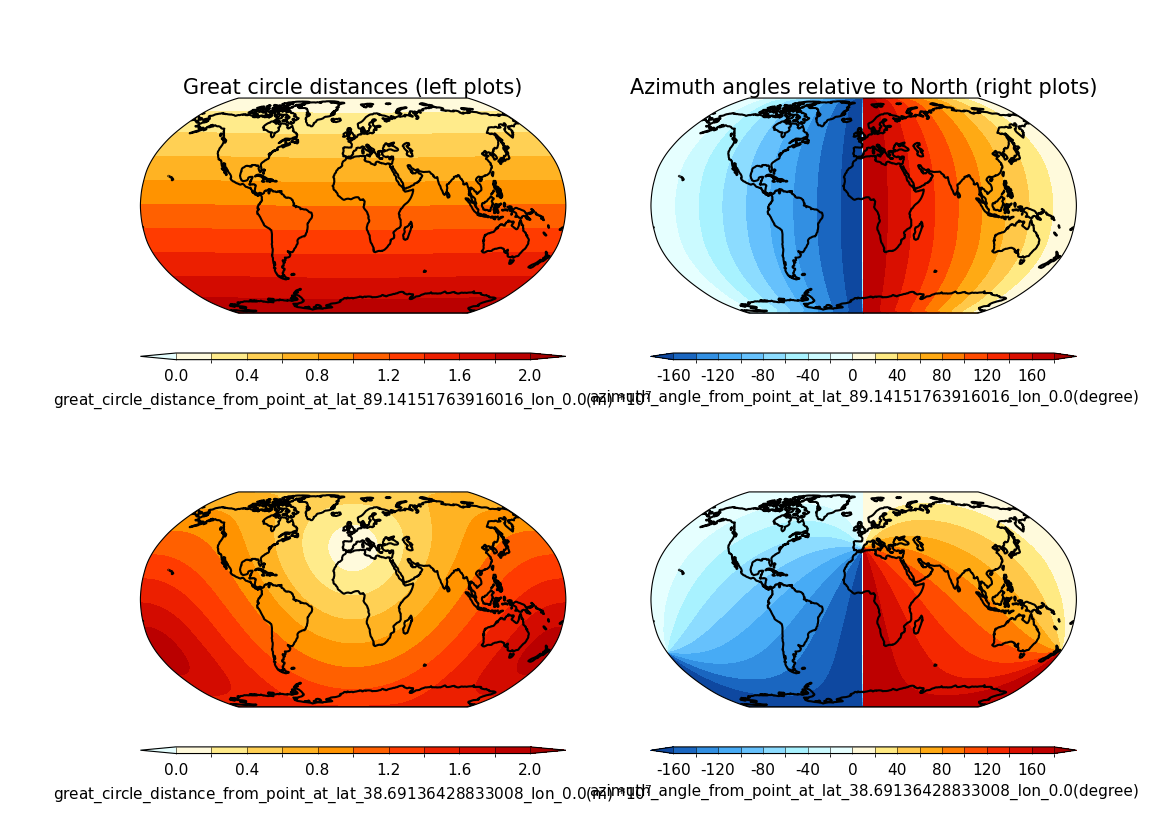 Great circle distances (left plots)
Azimuth angles relative to North (right plots)
0.0 0.4 0.8 1.2 1.6 2.0
great_circle_distance_from_point_at_lat_89.14151763916016_lon_0.0(m) *10⁷
-160 -120 -80 -40 0 40 80 120 160
azimuth_angle_from_point_at_lat_89.14151763916016_lon_0.0(degree)
0.0 0.4 0.8 1.2 1.6 2.0
great_circle_distance_from_point_at_lat_38.69136428833008_lon_0.0(m) *10⁷
-160 -120 -80 -40 0 40 80 120 160
azimuth_angle_from_point_at_lat_38.69136428833008_lon_0.0(degree)